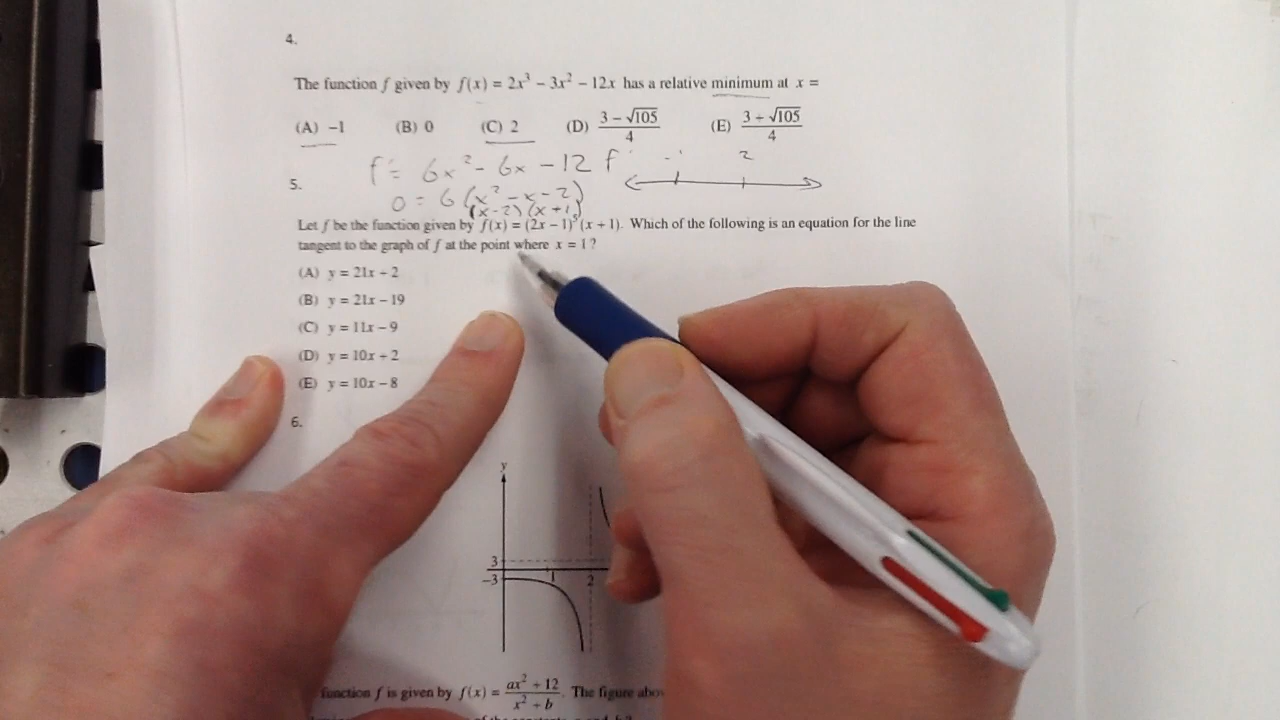 4.
The function f given by f(x) = 2x³ − 3x² − 12x has a relative minimum at x =
(A) −1 (B) 0 (C) 2 (D) (3 − √105)/4 (E) (3 + √105)/4
f' = 6x² − 6x − 12 f' −1 2
0 = 6(x² − x − 2)
(x−2)(x+1)
5.
Let f be the function given by f(x) = (2x − 1)⁵(x + 1). Which of the following is an equation for the line
tangent to the graph of f at the point where x = 1?
(A) y = 21x + 2
(B) y = 21x − 19
(C) y = 11x − 9
(D) y = 10x + 2
(E) y = 10x − 8
6.
y
3
−3 1 2
function f is given by f(x) = (ax² + 12)/(x² + b). The figure
of the constants